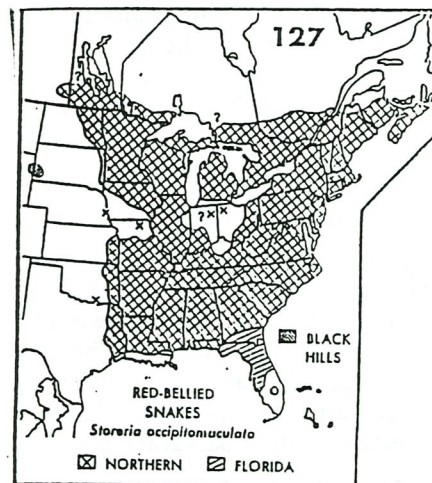 127
?
?
x x
?
x
x
x
BLACK
HILLS
RED-BELLIED
SNAKES
Storeria occipitomaculata
NORTHERN FLORIDA